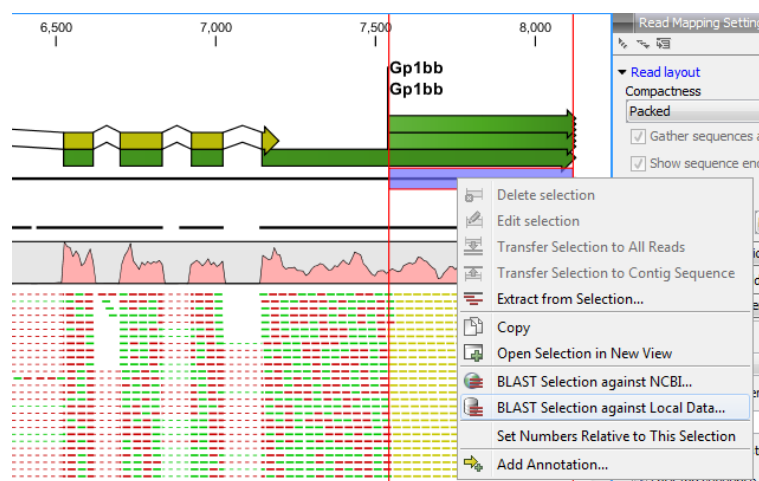 6,500
7,000
7,500
8,000
Gp1bb
Gp1bb
Read Mapping Setting
Read layout
Compactness
Packed
Gather sequences a
Show sequence end
Delete selection
Edit selection
Transfer Selection to All Reads
Transfer Selection to Contig Sequence
Extract from Selection...
Copy
Open Selection in New View
BLAST Selection against NCBI...
BLAST Selection against Local Data...
Set Numbers Relative to This Selection
Add Annotation...